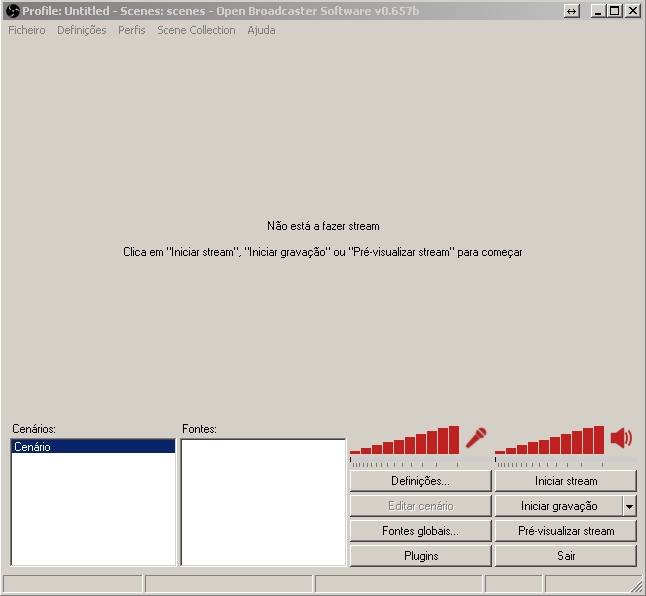 Profile: Untitled - Scenes: scenes - Open Broadcaster Software v0.657b
Ficheiro Definições Perfis Scene Collection Ajuda
Não está a fazer stream
Clica em "Iniciar stream", "Iniciar gravação" ou "Pré-visualizar stream" para começar
Cenários: Fontes:
Cenário
Definições... Iniciar stream
Editar cenário Iniciar gravação
Fontes globais... Pré-visualizar stream
Plugins Sair